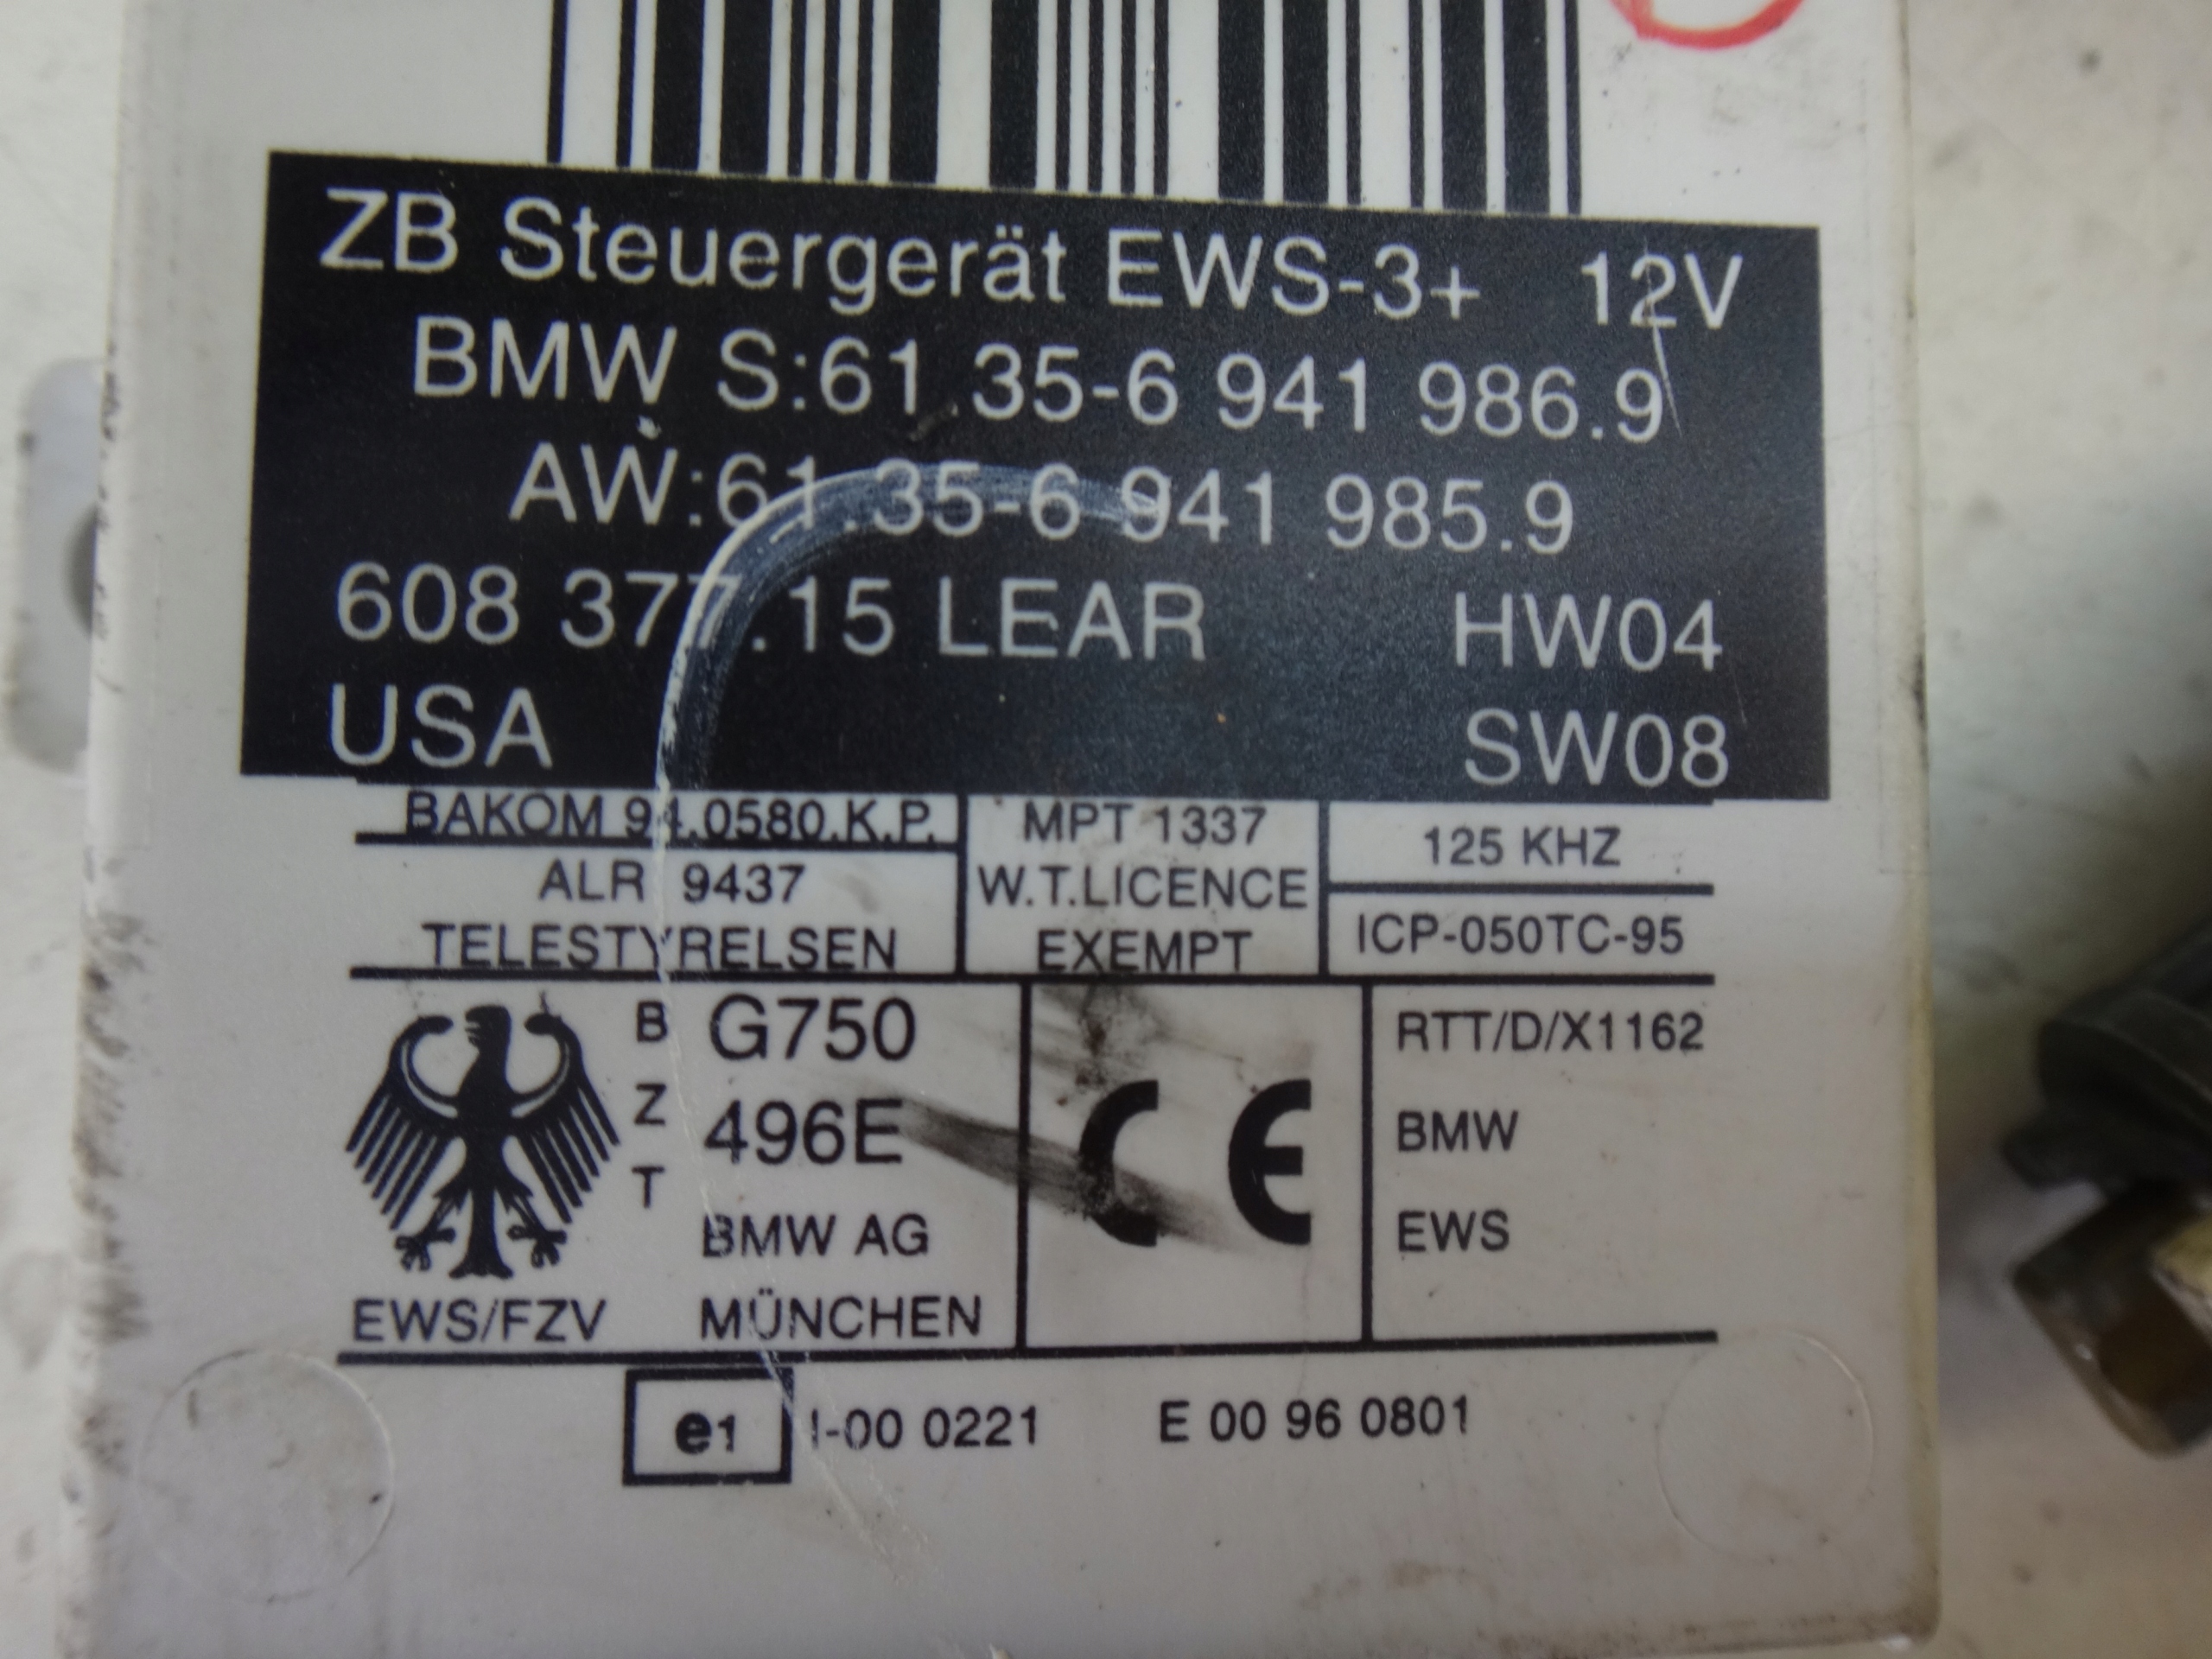 ZB Steuergerät EWS-3+ 12V
BMW S:61.35-6 941 986.9
AW:61.35-6 941 985.9
608 377.15 LEAR HW04
USA SW08
BAKOM 94.0580.K.P.
ALR 9437
TELESTYRELSEN
MPT 1337
W.T.LICENCE
EXEMPT
125 KHZ
ICP-050TC-95
BZT
G750
496E
BMW AG
MÜNCHEN
EWS/FZV
CE
RTT/D/X1162
BMW
EWS
e1 I-00 0221 E 00 96 0801